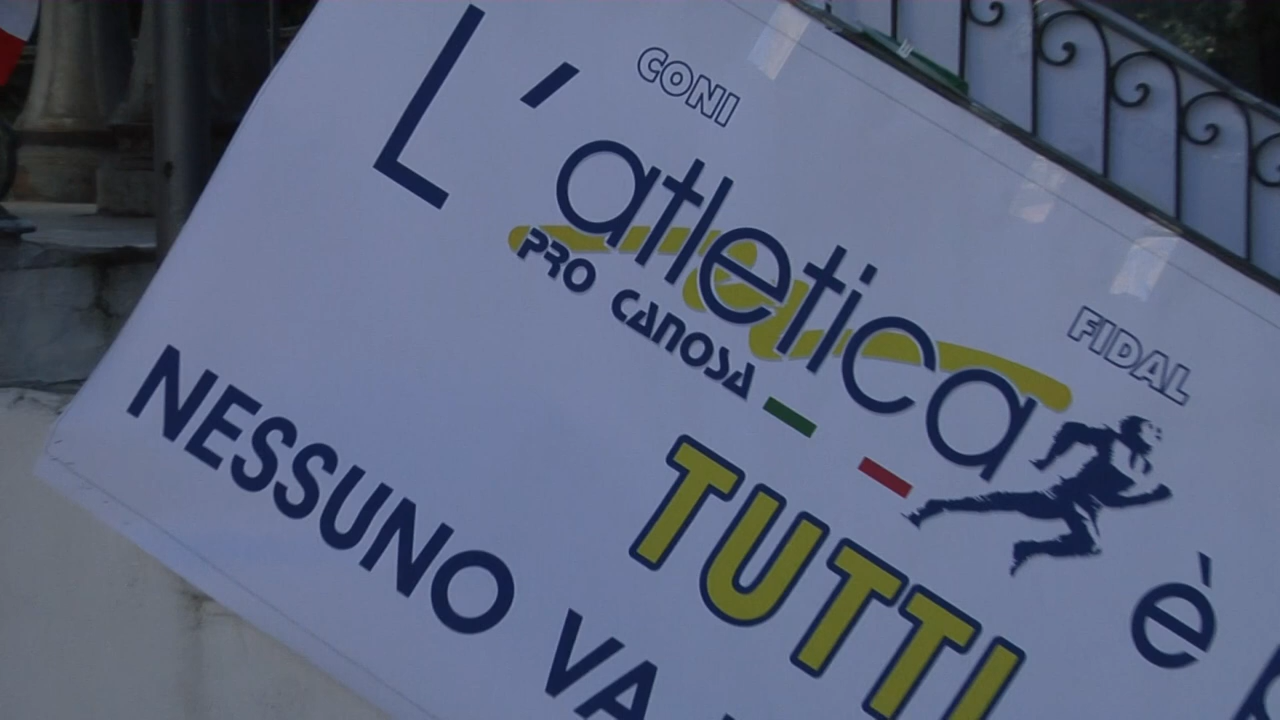 CONI
L'atletica è
FIDAL
PRO CANOSA
TUTTI
NESSUNO VA